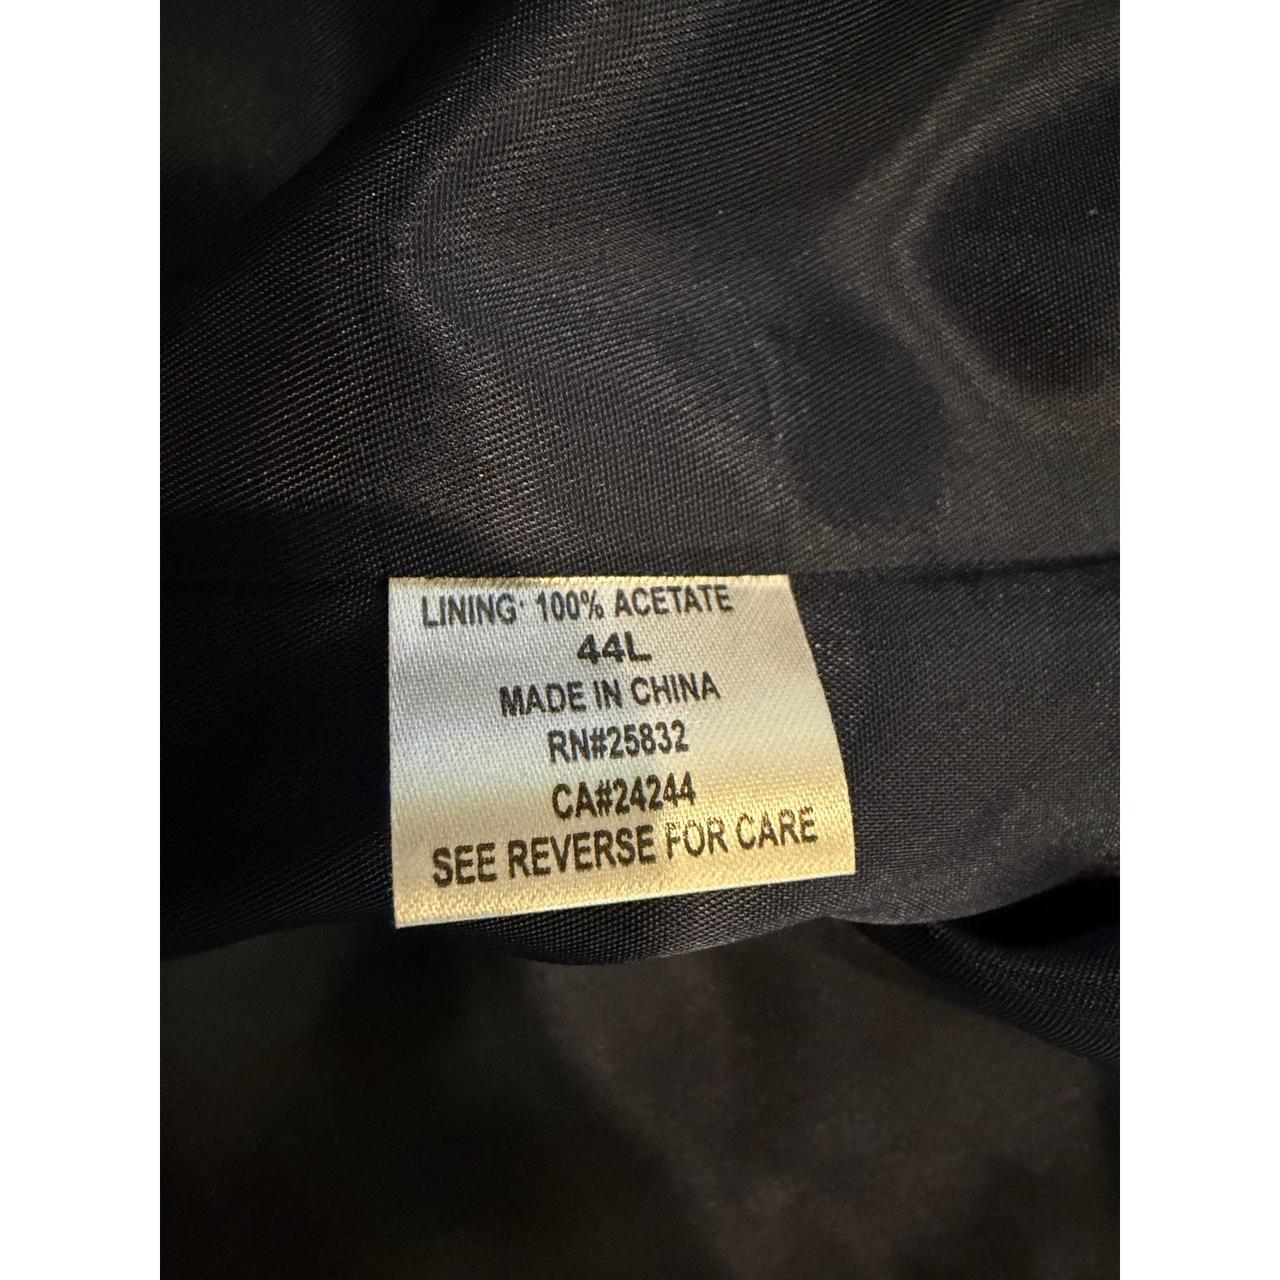 LINING: 100% ACETATE
44L
MADE IN CHINA
RN#25832
CA#24244
SEE REVERSE FOR CARE